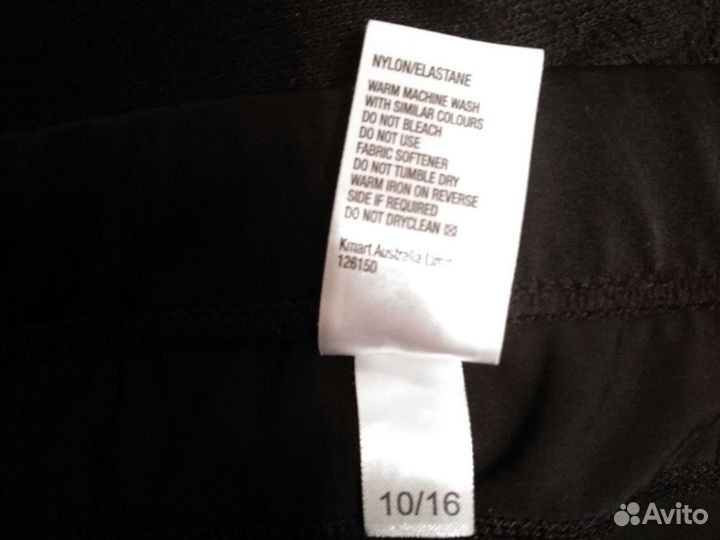 NYLON/ELASTANE
WARM MACHINE WASH
WITH SIMILAR COLOURS
DO NOT BLEACH
DO NOT USE
FABRIC SOFTENER
DO NOT TUMBLE DRY
WARM IRON ON REVERSE
SIDE IF REQUIRED
DO NOT DRYCLEAN
Kmart Australia
126150
10/16
Avito